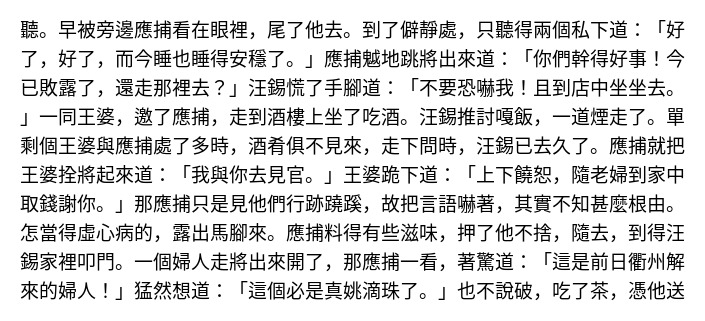 聽。早被旁邊應捕看在眼裡，尾了他去。到了僻靜處，只聽得兩個私下道：「好
了，好了，而今睡也睡得安穩了。」應捕魆地跳將出來道：「你們幹得好事！今
已敗露了，還走那裡去？」汪錫慌了手腳道：「不要恐嚇我！且到店中坐坐去。
」一同王婆，邀了應捕，走到酒樓上坐了吃酒。汪錫推討嗄飯，一道煙走了。單
剩個王婆與應捕處了多時，酒肴俱不見來，走下問時，汪錫已去久了。應捕就把
王婆拴將起來道：「我與你去見官。」王婆跪下道：「上下饒恕，隨老婦到家中
取錢謝你。」那應捕只是見他們行跡蹺蹊，故把言語嚇著，其實不知甚麼根由。
怎當得虛心病的，露出馬腳來。應捕料得有些滋味，押了他不捨，隨去，到得汪
錫家裡叩門。一個婦人走將出來開了，那應捕一看，著驚道：「這是前日衢州解
來的婦人！」猛然想道：「這個必是真姚滴珠了。」也不說破，吃了茶，憑他送